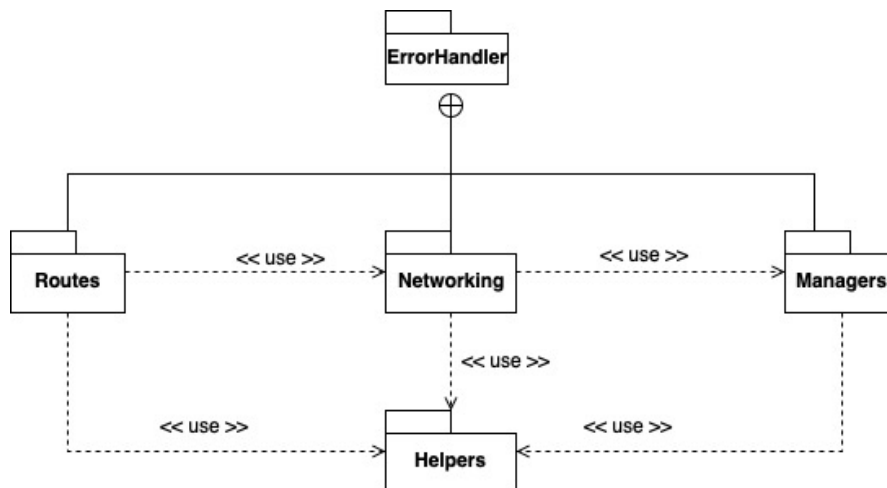 ErrorHandler
<< use >>
<< use >>
Routes
Networking
Managers
<< use >>
<< use >>
<< use >>
Helpers